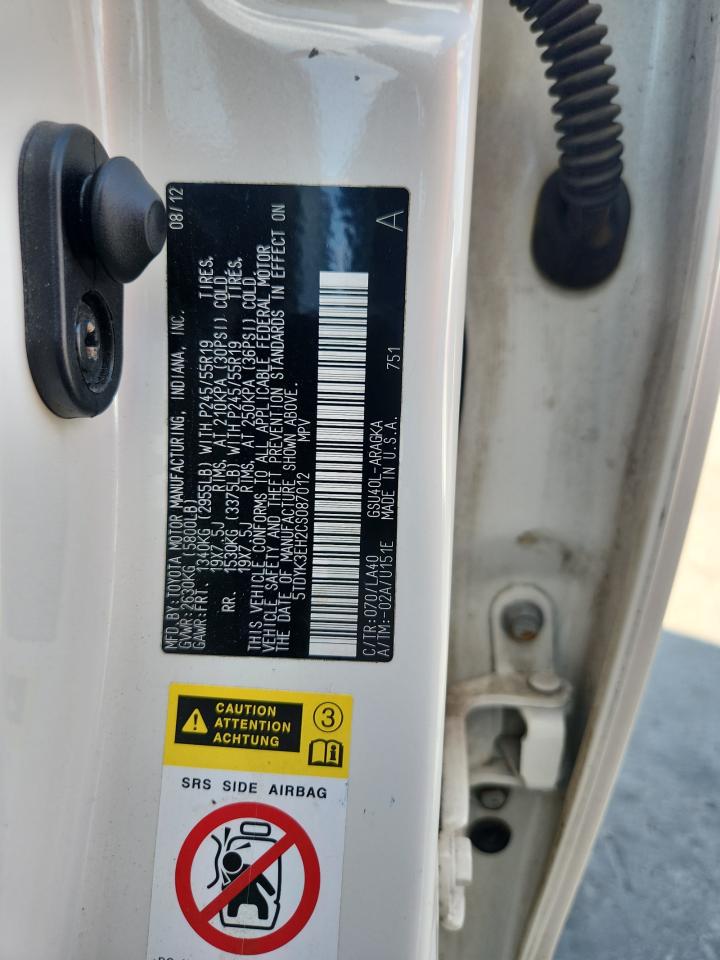 MFD.BY:TOYOTA MOTOR MANUFACTURING, INDIANA, INC. 08/12
GVWR:2630KG (5800LB)
GAWR:FRT. 1340KG (2955LB) WITH P245/55R19 TIRES,
19X7.5J RIMS, AT 210KPA (30PSI) COLD.
RR. 1530KG (3375LB) WITH P245/55R19 TIRES,
19X7.5J RIMS, AT 250KPA (36PSI) COLD.
THIS VEHICLE CONFORMS TO ALL APPLICABLE FEDERAL MOTOR
VEHICLE SAFETY AND THEFT PREVENTION STANDARDS IN EFFECT ON
THE DATE OF MANUFACTURE SHOWN ABOVE.
5TDYK3EH2CS087012 MPV
C/TR:070/LA40 GSU40L-ARAGKA 751 A
A/TM:-02A/U151E MADE IN U.S.A.
CAUTION
ATTENTION
ACHTUNG
3
i
SRS SIDE AIRBAG